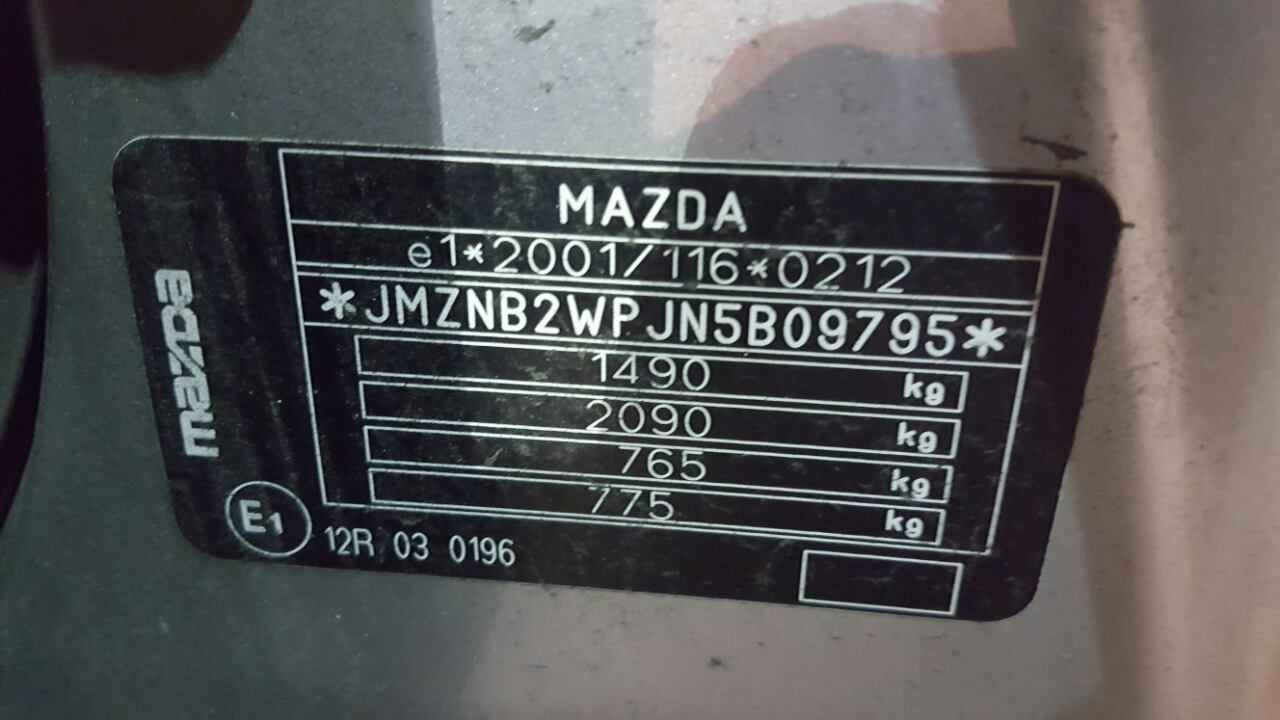 mazda
MAZDA
e1*2001/116*0212
*JMZNB2WPJN5B09795*
1490 kg
2090 kg
765 kg
775 kg
E1 12R 03 0196